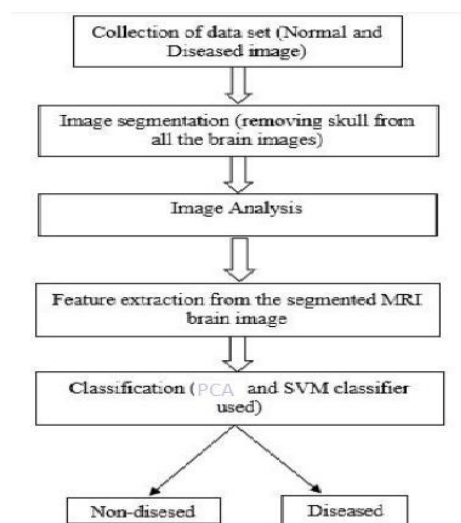 Collection of data set (Normal and
Diseased image)
Image segmentation (removing skull from
all the brain images)
Image Analysis
Feature extraction from the segmented MRI
brain image
Classification (PCA and SVM classifier
used)
Non-disesed
Diseased